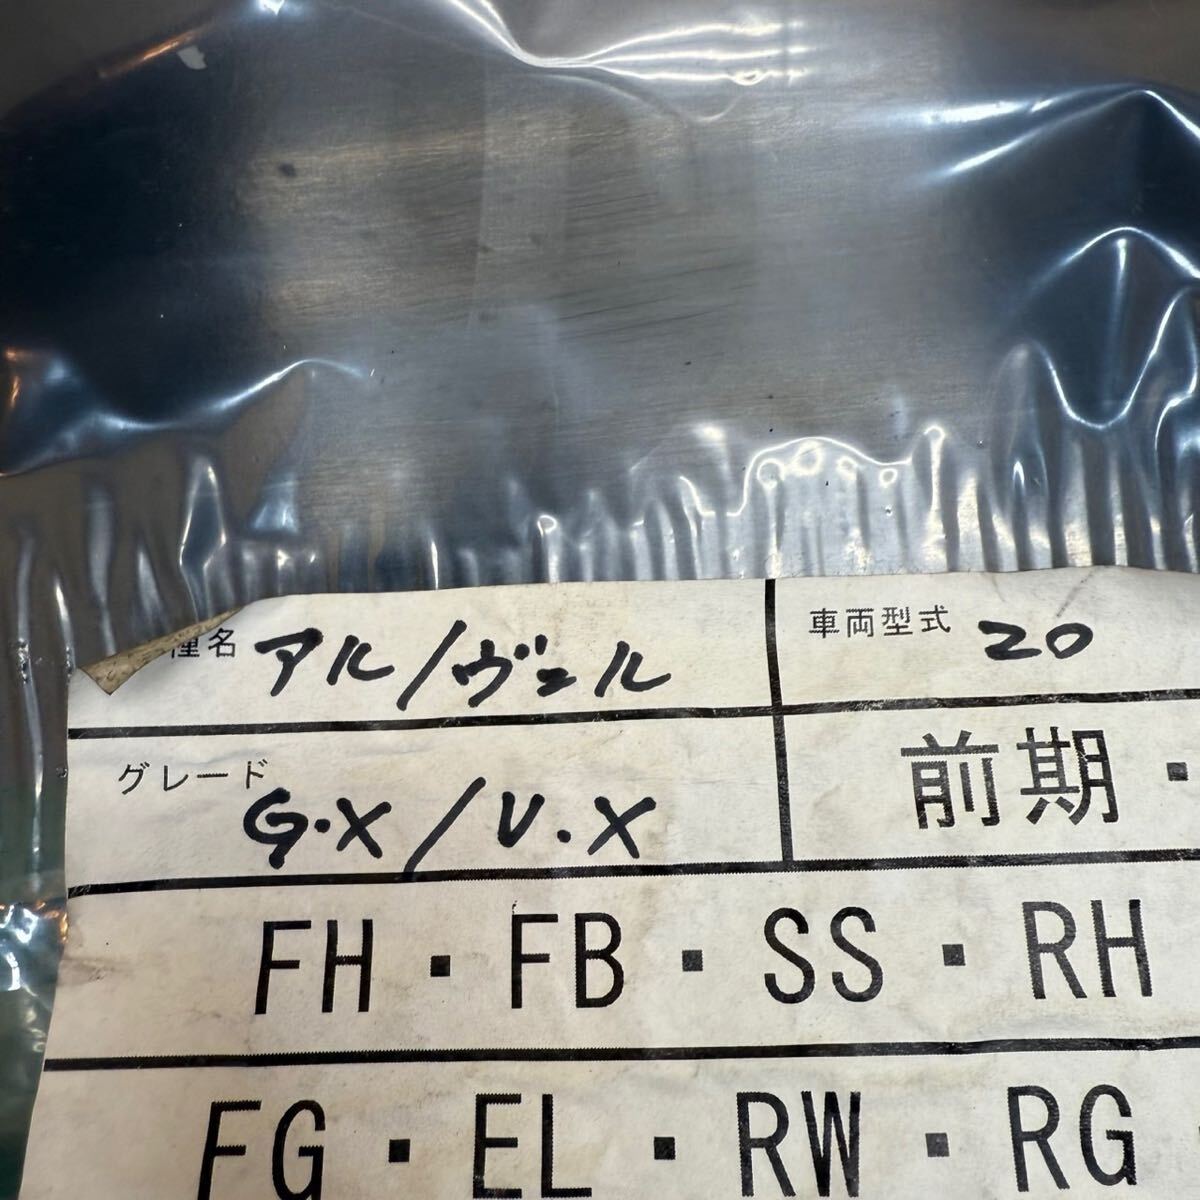 種名 アル/ヴェル 車両型式 20
グレード G.X/V.X 前期・
FH・FB・SS・RH
FG・EL・RW・RG・